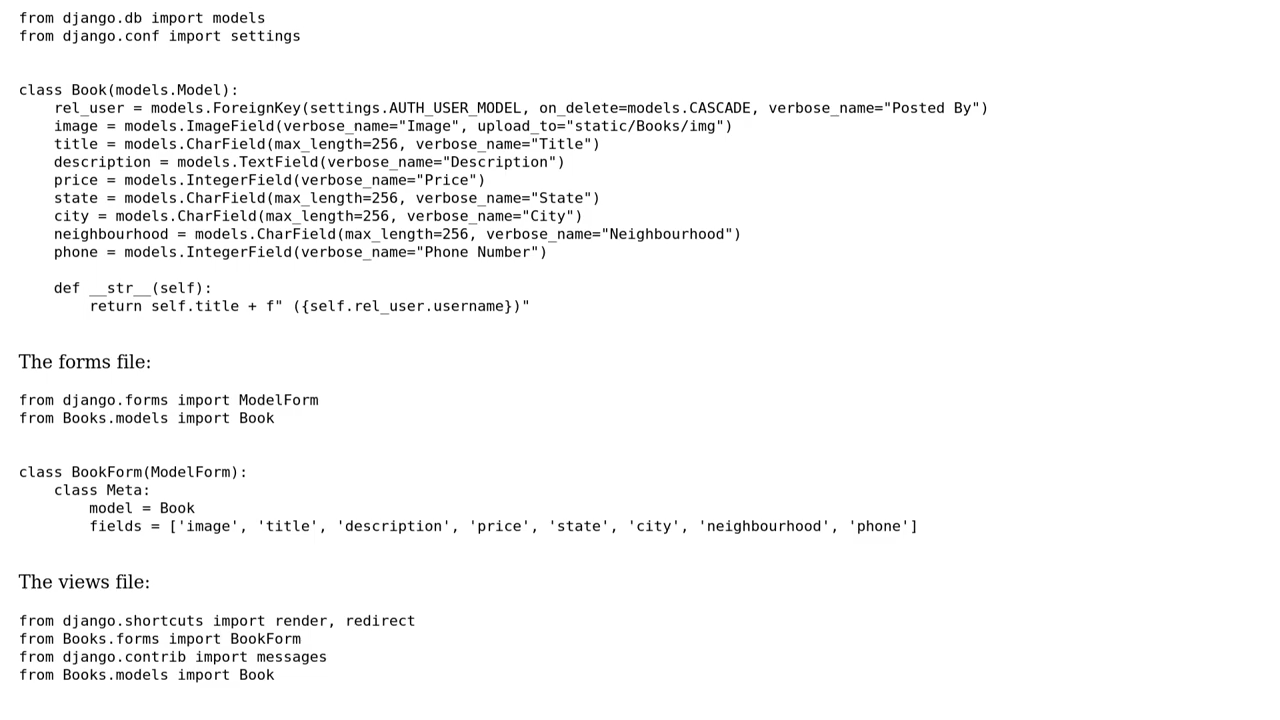 from django.db import models
from django.conf import settings
class Book(models.Model):
    rel_user = models.ForeignKey(settings.AUTH_USER_MODEL, on_delete=models.CASCADE, verbose_name="Posted By")
    image = models.ImageField(verbose_name="Image", upload_to="static/Books/img")
    title = models.CharField(max_length=256, verbose_name="Title")
    description = models.TextField(verbose_name="Description")
    price = models.IntegerField(verbose_name="Price")
    state = models.CharField(max_length=256, verbose_name="State")
    city = models.CharField(max_length=256, verbose_name="City")
    neighbourhood = models.CharField(max_length=256, verbose_name="Neighbourhood")
    phone = models.IntegerField(verbose_name="Phone Number")
    def __str__(self):
        return self.title + f" ({self.rel_user.username})"
The forms file:
from django.forms import ModelForm
from Books.models import Book
class BookForm(ModelForm):
    class Meta:
        model = Book
        fields = ['image', 'title', 'description', 'price', 'state', 'city', 'neighbourhood', 'phone']
The views file:
from django.shortcuts import render, redirect
from Books.forms import BookForm
from django.contrib import messages
from Books.models import Book